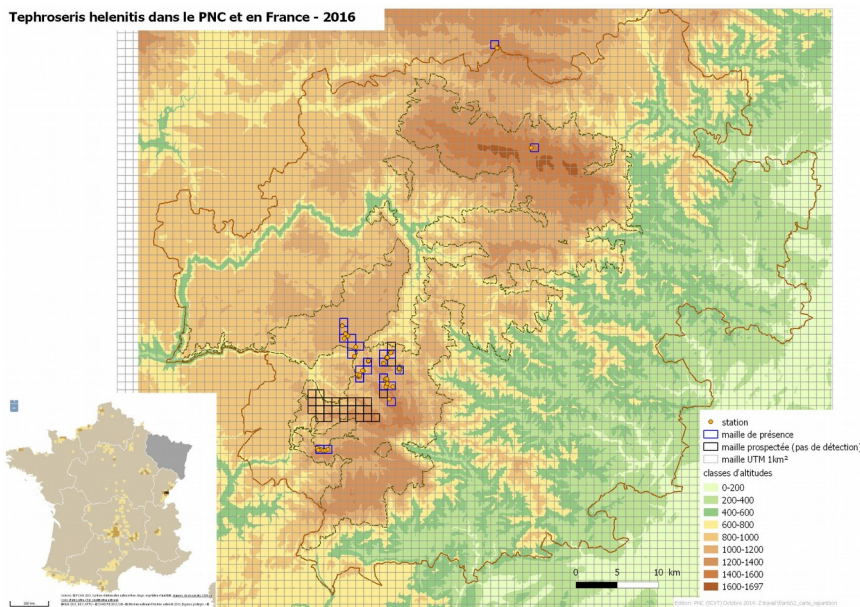 Tephroseris helenitis dans le PNC et en France - 2016
station
maille de présence
maille prospectée (pas de détection)
maille UTM 1km²
classes d'altitudes
0-200
200-400
400-600
600-800
800-1000
1000-1200
1200-1400
1400-1600
1600-1697
0 5 10 km